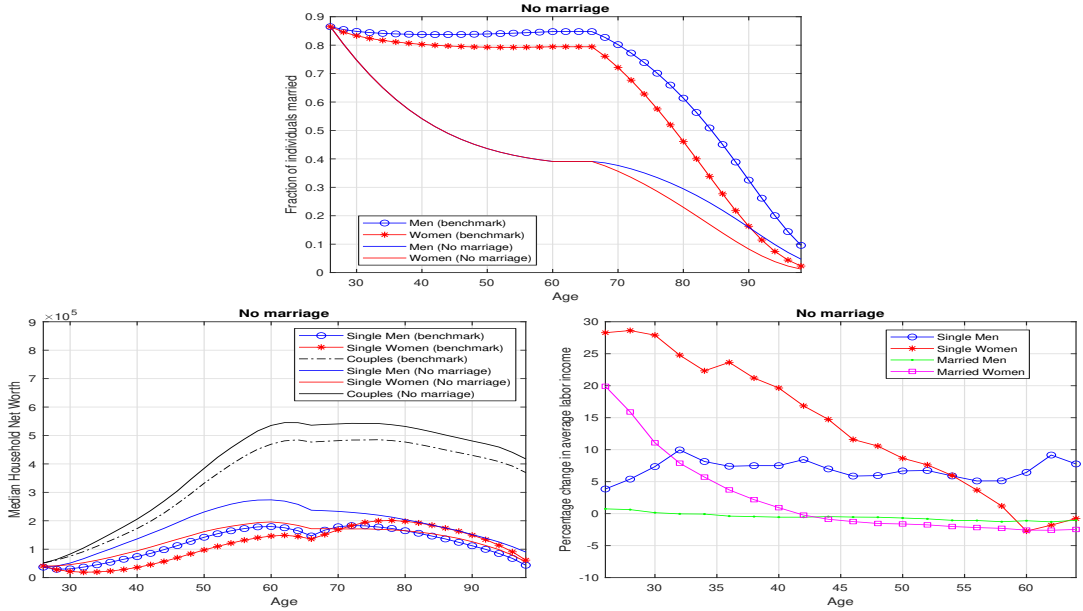 No marriage
0.9
0.8
0.7
0.6
0.5
0.4
0.3
0.2
0.1
0
Fraction of individuals married
Men (benchmark)
Women (benchmark)
Men (No marriage)
Women (No marriage)
30 40 50 60 70 80 90
Age
No marriage
×10⁵
9
8
7
6
5
4
3
2
1
0
Median Household Net Worth
Single Men (benchmark)
Single Women (benchmark)
Couples (benchmark)
Single Men (No marriage)
Single Women (No marriage)
Couples (No marriage)
30 40 50 60 70 80 90
Age
No marriage
30
25
20
15
10
5
0
-5
-10
Percentage change in average labor income
Single Men
Single Women
Married Men
Married Women
30 35 40 45 50 55 60
Age